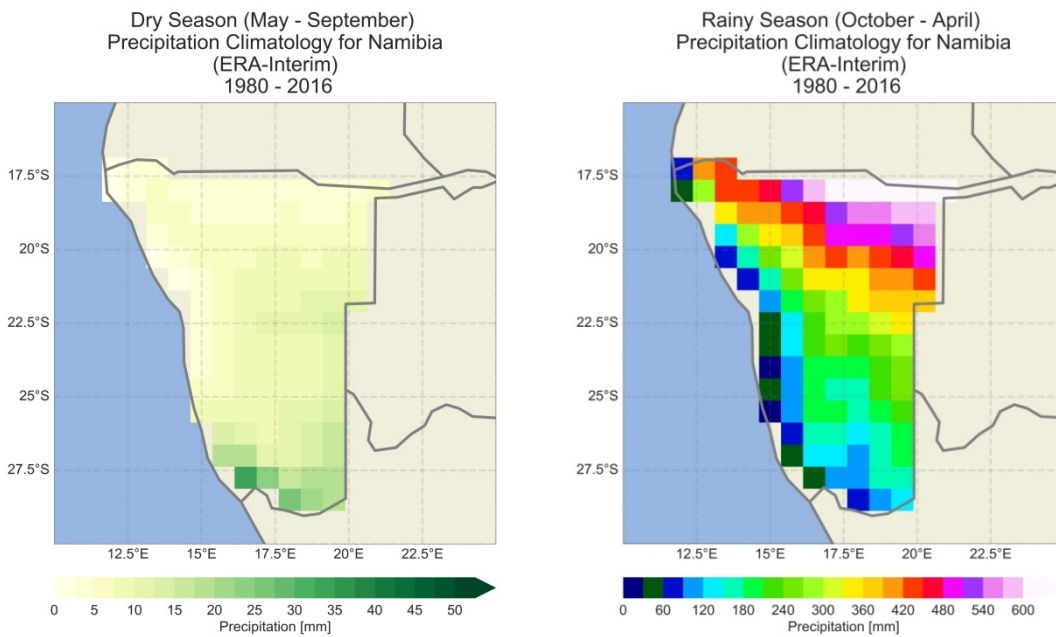 Dry Season (May - September)
Precipitation Climatology for Namibia
(ERA-Interim)
1980 - 2016
17.5°S
20°S
22.5°S
25°S
27.5°S
12.5°E 15°E 17.5°E 20°E 22.5°E
0 5 10 15 20 25 30 35 40 45 50
Precipitation [mm]
Rainy Season (October - April)
Precipitation Climatology for Namibia
(ERA-Interim)
1980 - 2016
17.5°S
20°S
22.5°S
25°S
27.5°S
12.5°E 15°E 17.5°E 20°E 22.5°E
0 60 120 180 240 300 360 420 480 540 600
Precipitation [mm]